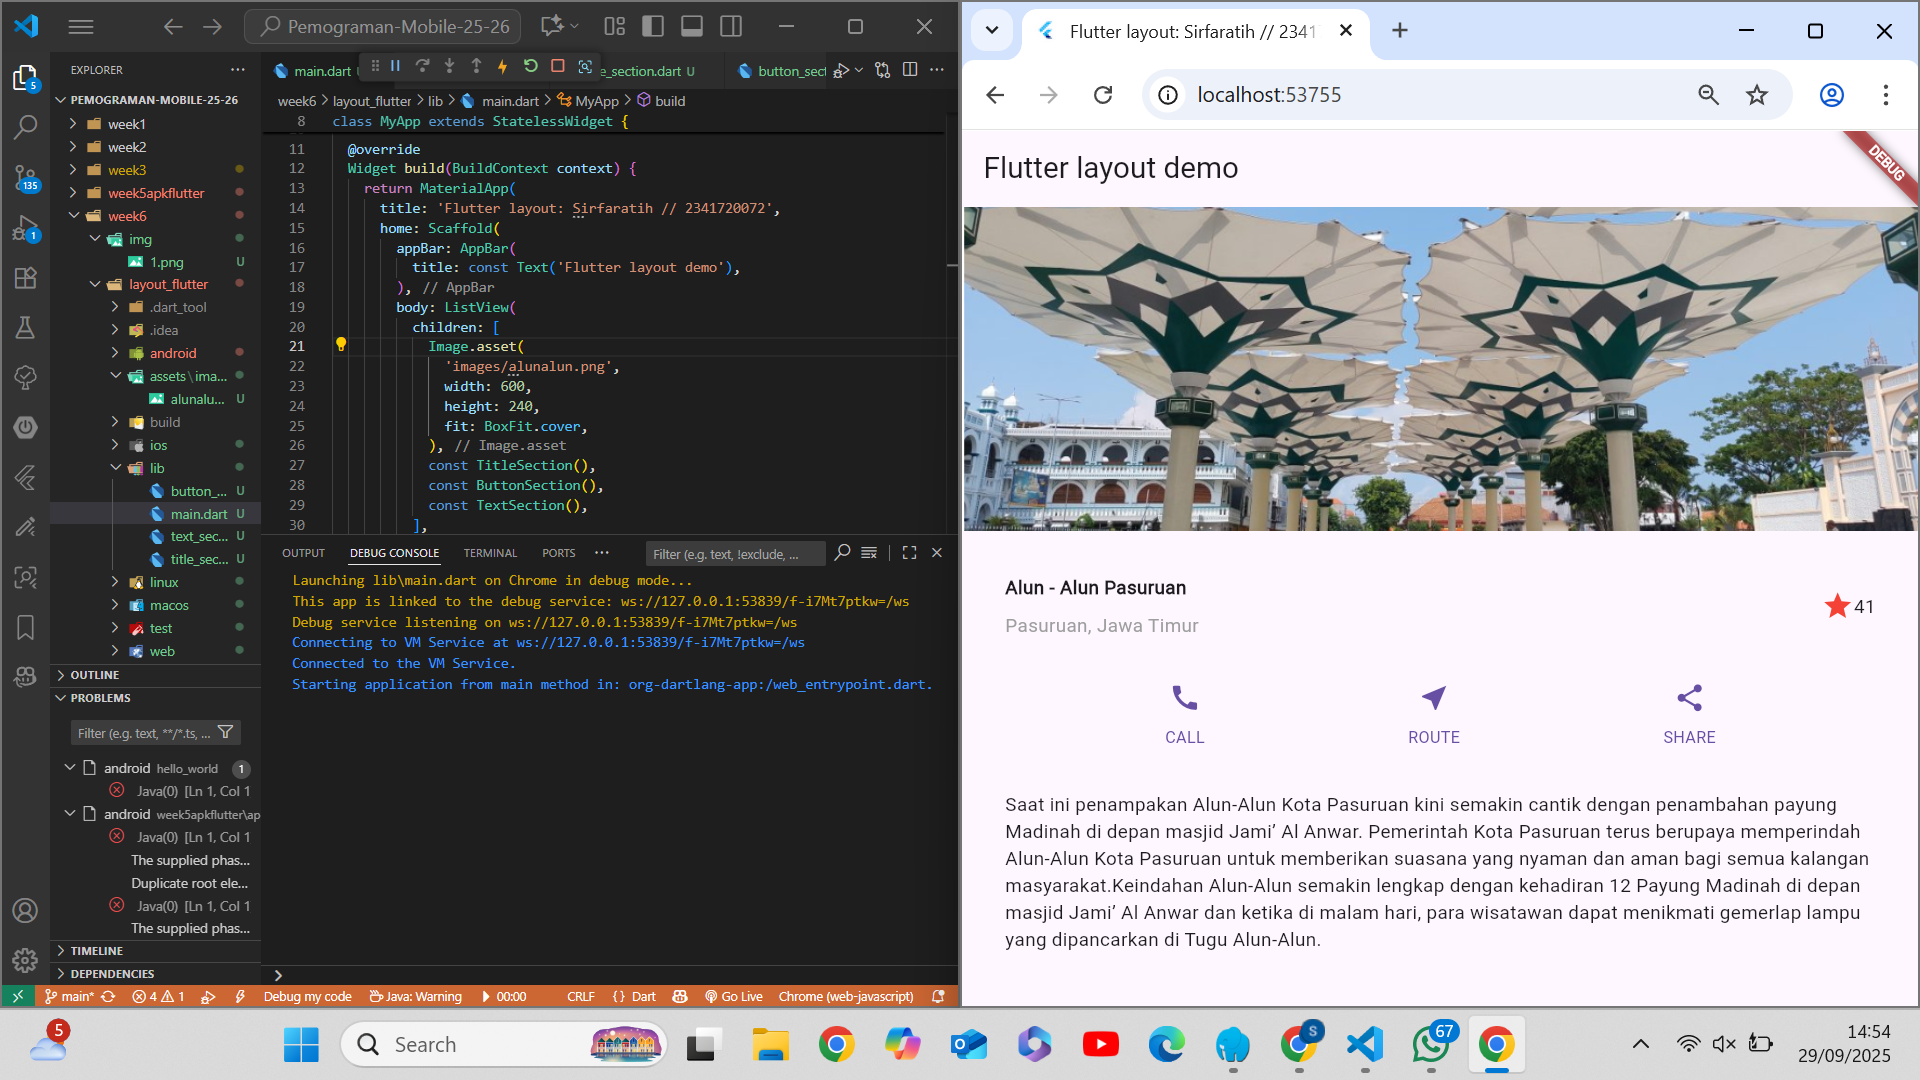 Pemograman-Mobile-25-26
EXPLORER
PEMOGRAMAN-MOBILE-25-26
week1
week2
week3
week5apkflutter
week6
img
1.png U
layout_flutter
.dart_tool
.idea
android
assets\ima...
alunalu... U
build
ios
lib
button_... U
main.dart U
text_sec... U
title_sec... U
linux
macos
test
web
OUTLINE
PROBLEMS
Filter (e.g. text, **/*.ts, ...
android hello_world 1
Java(0) [Ln 1, Col 1
android week5apkflutter\ap
Java(0) [Ln 1, Col 1
The supplied phas...
Duplicate root ele...
Java(0) [Ln 1, Col 1
The supplied phas...
TIMELINE
DEPENDENCIES
5
135
1
main.dart
e_section.dart U
button_sect
week6 > layout_flutter > lib > main.dart > MyApp > build
8 class MyApp extends StatelessWidget {
11 @override
12 Widget build(BuildContext context) {
13 return MaterialApp(
14 title: 'Flutter layout: Sirfaratih // 2341720072',
15 home: Scaffold(
16 appBar: AppBar(
17 title: const Text('Flutter layout demo'),
18 ), // AppBar
19 body: ListView(
20 children: [
21 Image.asset(
22 'images/alunalun.png',
23 width: 600,
24 height: 240,
25 fit: BoxFit.cover,
26 ), // Image.asset
27 const TitleSection(),
28 const ButtonSection(),
29 const TextSection(),
30 ],
OUTPUT DEBUG CONSOLE TERMINAL PORTS ... Filter (e.g. text, !exclude, ...
Launching lib\main.dart on Chrome in debug mode...
This app is linked to the debug service: ws://127.0.0.1:53839/f-i7Mt7ptkw=/ws
Debug service listening on ws://127.0.0.1:53839/f-i7Mt7ptkw=/ws
Connecting to VM Service at ws://127.0.0.1:53839/f-i7Mt7ptkw=/ws
Connected to the VM Service.
Starting application from main method in: org-dartlang-app:/web_entrypoint.dart.
main* 4 1 Debug my code Java: Warning 00:00 CRLF {} Dart Go Live Chrome (web-javascript)
Flutter layout: Sirfaratih // 2341
localhost:53755
Flutter layout demo
DEBUG
Alun - Alun Pasuruan
Pasuruan, Jawa Timur
41
CALL
ROUTE
SHARE
Saat ini penampakan Alun-Alun Kota Pasuruan kini semakin cantik dengan penambahan payung
Madinah di depan masjid Jami’ Al Anwar. Pemerintah Kota Pasuruan terus berupaya memperindah
Alun-Alun Kota Pasuruan untuk memberikan suasana yang nyaman dan aman bagi semua kalangan
masyarakat.Keindahan Alun-Alun semakin lengkap dengan kehadiran 12 Payung Madinah di depan
masjid Jami’ Al Anwar dan ketika di malam hari, para wisatawan dapat menikmati gemerlap lampu
yang dipancarkan di Tugu Alun-Alun.
5
Search
S
67
14:54
29/09/2025